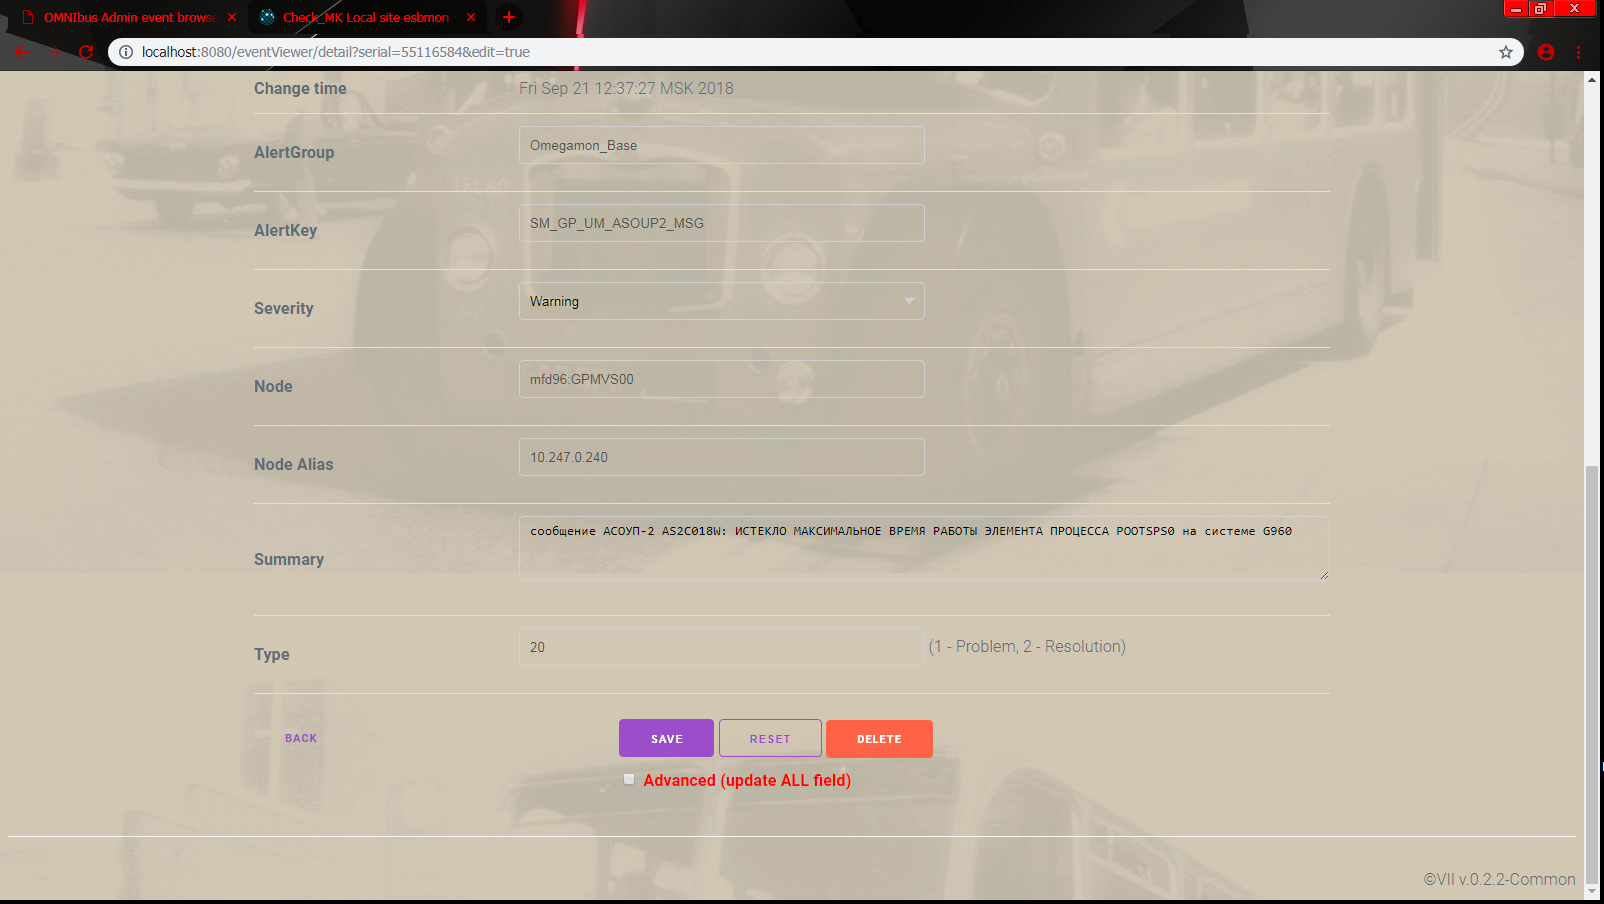 OMNIbus Admin event browse
Check_MK Local site esbmon
localhost:8080/eventViewer/detail?serial=55116584&edit=true
Change time
Fri Sep 21 12:37:27 MSK 2018
AlertGroup
Omegamon_Base
AlertKey
SM_GP_UM_ASOUP2_MSG
Severity
Warning
Node
mfd96:GPMVS00
Node Alias
10.247.0.240
Summary
сообщение АСОУП-2 AS2C018W: ИСТЕКЛО МАКСИМАЛЬНОЕ ВРЕМЯ РАБОТЫ ЭЛЕМЕНТА ПРОЦЕССА POOTSPS0 на системе G960
Type
20
(1 - Problem, 2 - Resolution)
BACK
SAVE
RESET
DELETE
Advanced (update ALL field)
©VII v.0.2.2-Common